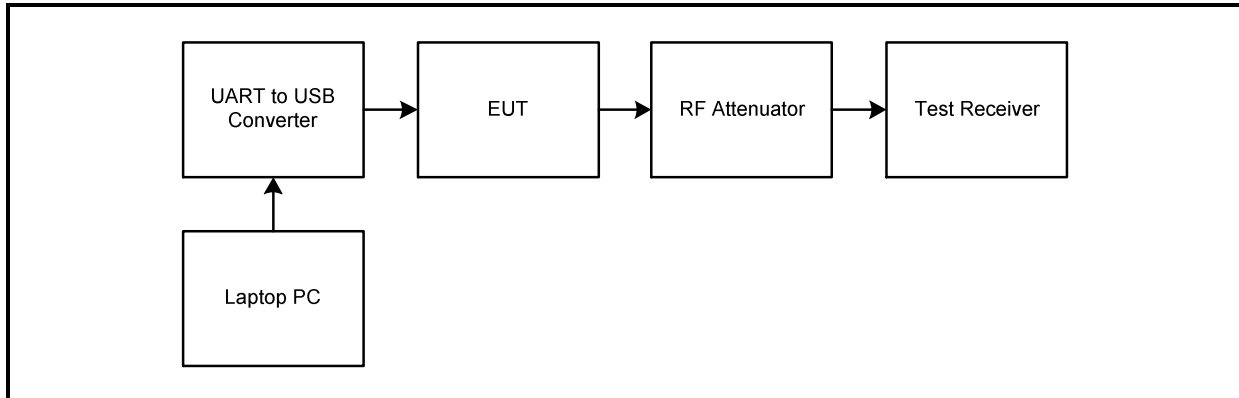 UART to USB
Converter
EUT
RF Attenuator
Test Receiver
Laptop PC